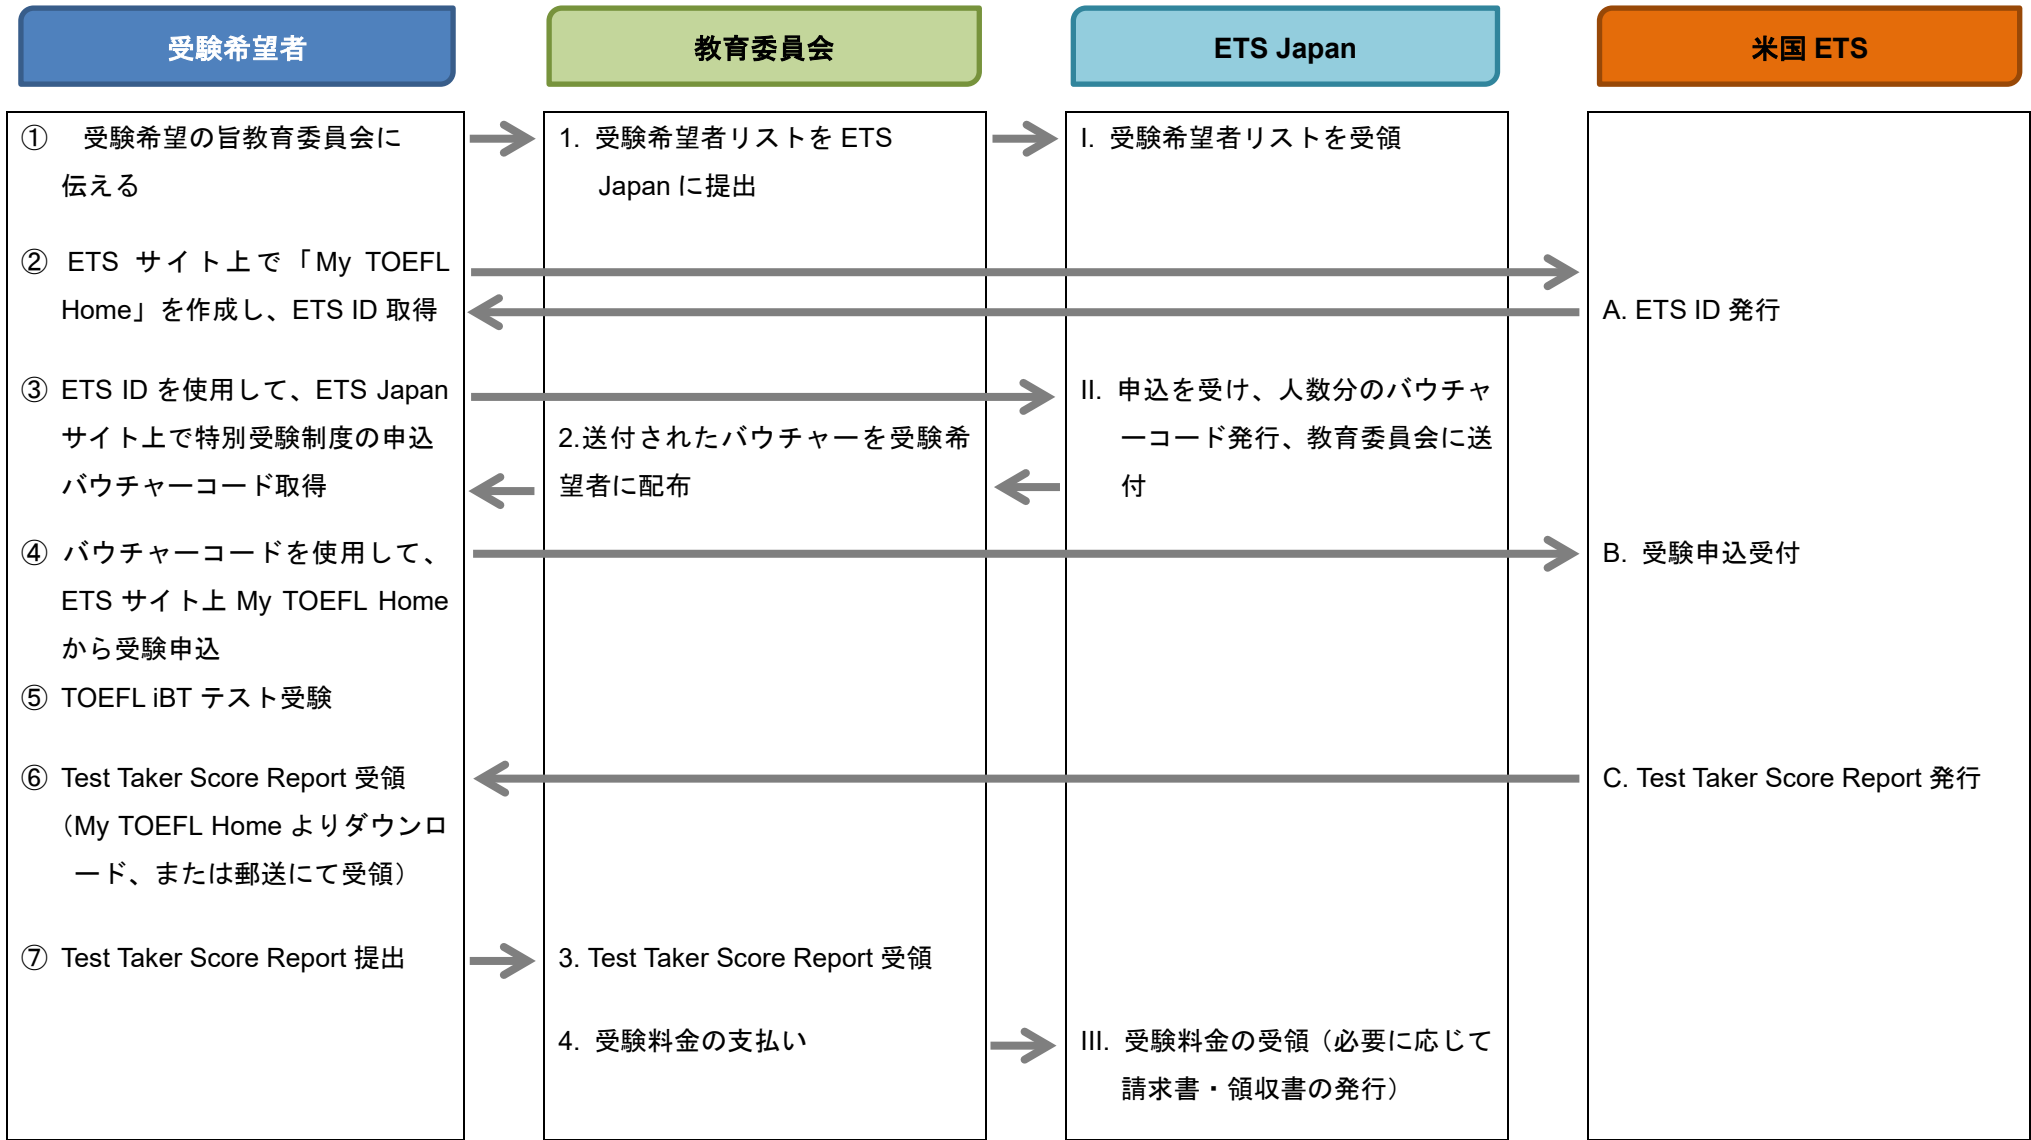 受験希望者
教育委員会
ETS Japan
米国 ETS
① 受験希望の旨教育委員会に
伝える
② ETS サイト上で「My TOEFL
Home」を作成し、ETS ID 取得
③ ETS ID を使用して、ETS Japan
サイト上で特別受験制度の申込
バウチャーコード取得
④ バウチャーコードを使用して、
ETS サイト上 My TOEFL Home
から受験申込
⑤ TOEFL iBT テスト受験
⑥ Test Taker Score Report 受領
（My TOEFL Home よりダウンロ
ード、または郵送にて受領）
⑦ Test Taker Score Report 提出
1. 受験希望者リストを ETS
Japan に提出
2.送付されたバウチャーを受験希
望者に配布
3. Test Taker Score Report 受領
4. 受験料金の支払い
I. 受験希望者リストを受領
II. 申込を受け、人数分のバウチャ
ーコード発行、教育委員会に送
付
III. 受験料金の受領（必要に応じて
請求書・領収書の発行）
A. ETS ID 発行
B. 受験申込受付
C. Test Taker Score Report 発行